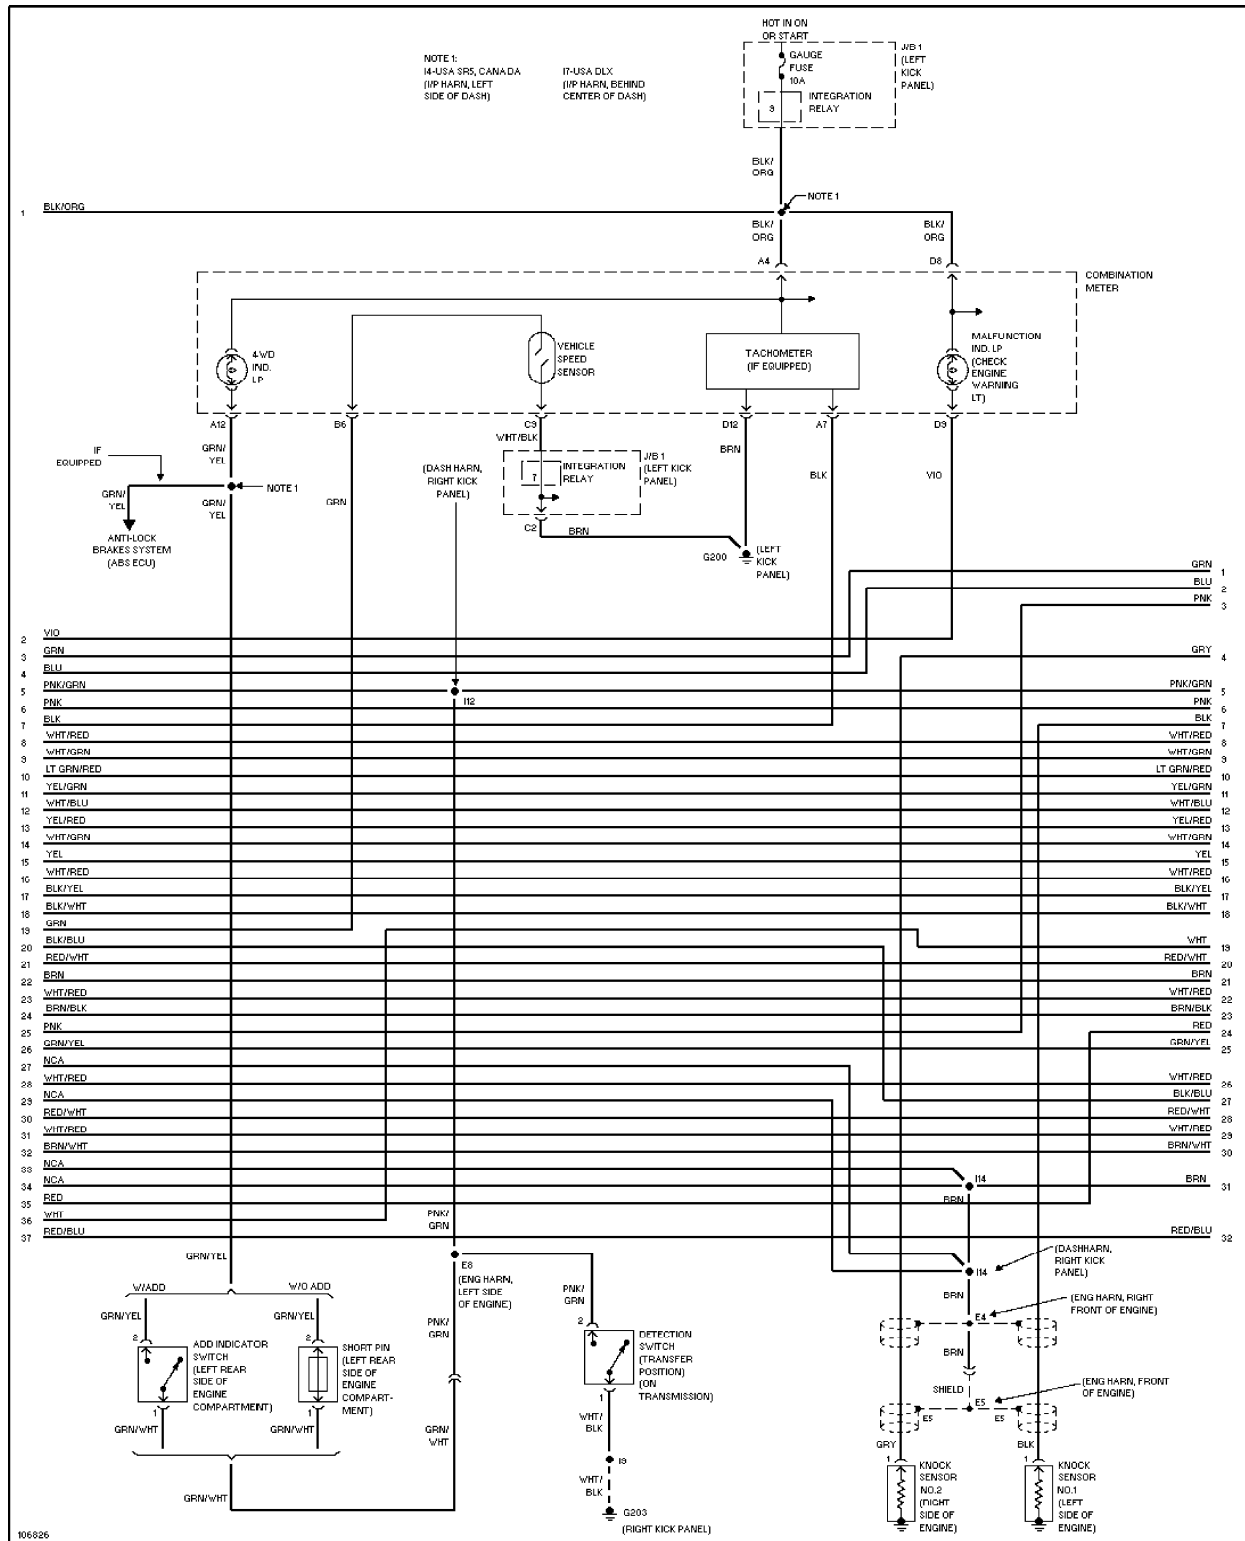 HOT IN ON
OR START
J/B 1
(LEFT
KICK
PANEL)
GAUGE
FUSE
10A
INTEGRATION
RELAY
9
NOTE 1:
I4-USA SR5, CANADA
(I/P HARN, LEFT
SIDE OF DASH)
I7-USA DLX
(I/P HARN, BEHIND
CENTER OF DASH)
BLK/
ORG
NOTE 1
1 BLK/ORG
BLK/
ORG
BLK/
ORG
A4
D8
COMBINATION
METER
4WD
IND.
LP
VEHICLE
SPEED
SENSOR
TACHOMETER
(IF EQUIPPED)
MALFUNCTION
IND. LP
(CHECK
ENGINE
WARNING
LT)
A12
B6
C9
D12
A7
D9
GRN/
YEL
WHT/BLK
BRN
BLK
VIO
IF
EQUIPPED
GRN/
YEL
NOTE 1
GRN/
YEL
GRN
ANTI-LOCK
BRAKES SYSTEM
(ABS ECU)
(DASH HARN,
RIGHT KICK
PANEL)
7
INTEGRATION
RELAY
J/B 1
(LEFT KICK
PANEL)
C2
BRN
G200
(LEFT
KICK
PANEL)
GRN 1
BLU 2
PNK 3
2 VIO
3 GRN
GRY 4
4 BLU
5 PNK/GRN
PNK/GRN 5
I12
6 PNK
PNK 6
7 BLK
BLK 7
8 WHT/RED
WHT/RED 8
9 WHT/GRN
WHT/GRN 9
10 LT GRN/RED
LT GRN/RED 10
11 YEL/GRN
YEL/GRN 11
12 WHT/BLU
WHT/BLU 12
13 YEL/RED
YEL/RED 13
14 WHT/GRN
WHT/GRN 14
15 YEL
YEL 15
16 WHT/RED
WHT/RED 16
17 BLK/YEL
BLK/YEL 17
18 BLK/WHT
BLK/WHT 18
19 GRN
20 BLK/BLU
WHT 19
21 RED/WHT
RED/WHT 20
22 BRN
BRN 21
23 WHT/RED
WHT/RED 22
24 BRN/BLK
BRN/BLK 23
25 PNK
RED 24
26 GRN/YEL
GRN/YEL 25
27 NCA
28 WHT/RED
WHT/RED 26
29 NCA
BLK/BLU 27
30 RED/WHT
RED/WHT 28
31 WHT/RED
WHT/RED 29
32 BRN/WHT
BRN/WHT 30
33 NCA
34 NCA
I14
BRN 31
35 RED
BRN
36 WHT
37 RED/BLU
RED/BLU 32
PNK/
GRN
GRN/YEL
E8
(ENG HARN,
LEFT SIDE
OF ENGINE)
I14
(DASH HARN,
RIGHT KICK
PANEL)
W/ADD
W/O ADD
GRN/YEL
GRN/YEL
PNK/
GRN
PNK/
GRN
BRN
(ENG HARN, RIGHT
FRONT OF ENGINE)
E4
2
2
2
ADD INDICATOR
SWITCH
(LEFT REAR
SIDE OF
ENGINE
COMPARTMENT)
SHORT PIN
(LEFT REAR
SIDE OF
ENGINE
COMPART-
MENT)
DETECTION
SWITCH
(TRANSFER
POSITION)
(ON
TRANSMISSION)
BRN
SHIELD
(ENG HARN, FRONT
OF ENGINE)
E5
E5
E5
1
1
1
GRN/WHT
GRN/WHT
GRN/
WHT
WHT/
BLK
GRY
BLK
I9
1
1
GRN/WHT
WHT/
BLK
G203
(RIGHT KICK PANEL)
KNOCK
SENSOR
NO.2
(RIGHT
SIDE OF
ENGINE)
KNOCK
SENSOR
NO.1
(LEFT
SIDE OF
ENGINE)
106826